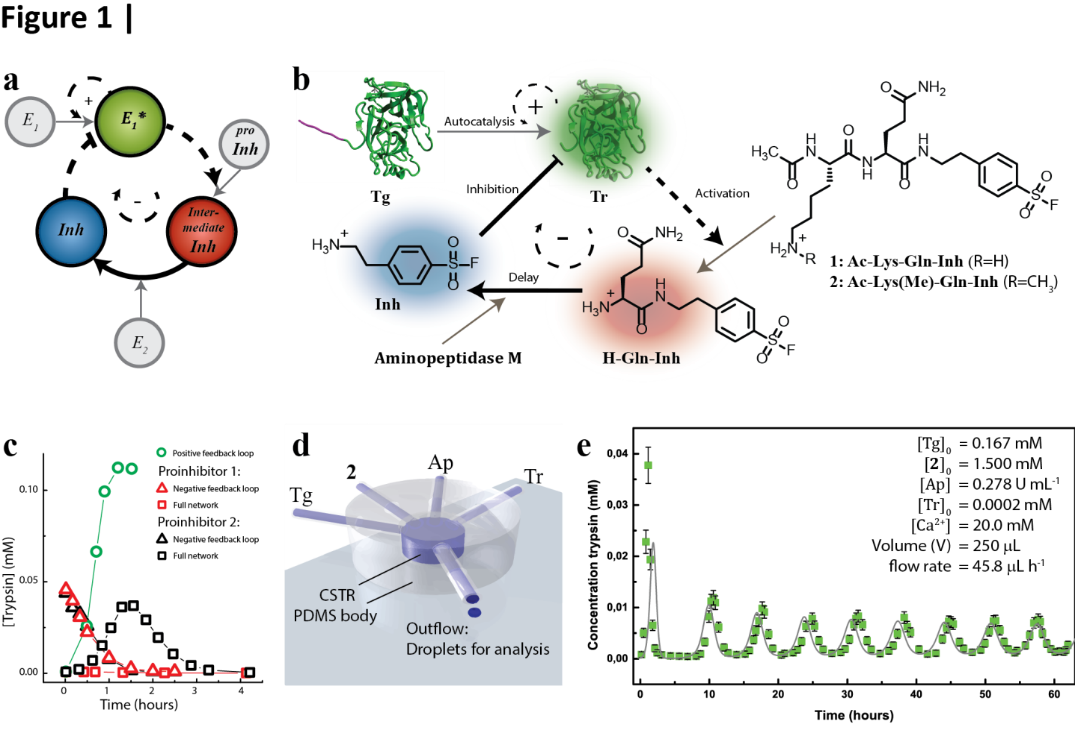 Figure 1 |
a
E1
+
E1*
pro
Inh
-
Inh
Inter-
mediate
Inh
E2
b
Tg
Autocatalysis
+
Tr
Inhibition
Activation
-
Delay
H3N
+
O
S
O
F
Inh
Aminopeptidase M
O
NH2
H3N
+
O
H
N
O
S
O
F
H-Gln-Inh
O
NH2
H3C
H
N
O
O
HN
O
H
N
O
S
O
F
H2N
+
R
1: Ac-Lys-Gln-Inh (R=H)
2: Ac-Lys(Me)-Gln-Inh (R=CH3)
c
[Trypsin] (mM)
0.10
0.05
0.00
0 1 2 3 4
Time (hours)
Positive feedback loop
Proinhibitor 1:
Negative feedback loop
Full network
Proinhibitor 2:
Negative feedback loop
Full network
d
Tg
2
Ap
Tr
CSTR
PDMS body
Outflow:
Droplets for analysis
e
Concentration trypsin (mM)
0,04
0,03
0,02
0,01
0,00
0 10 20 30 40 50 60
Time (hours)
[Tg]0 = 0.167 mM
[2]0 = 1.500 mM
[Ap] = 0.278 U mL-1
[Tr]0 = 0.0002 mM
[Ca2+] = 20.0 mM
Volume (V) = 250 µL
flow rate = 45.8 µL h-1